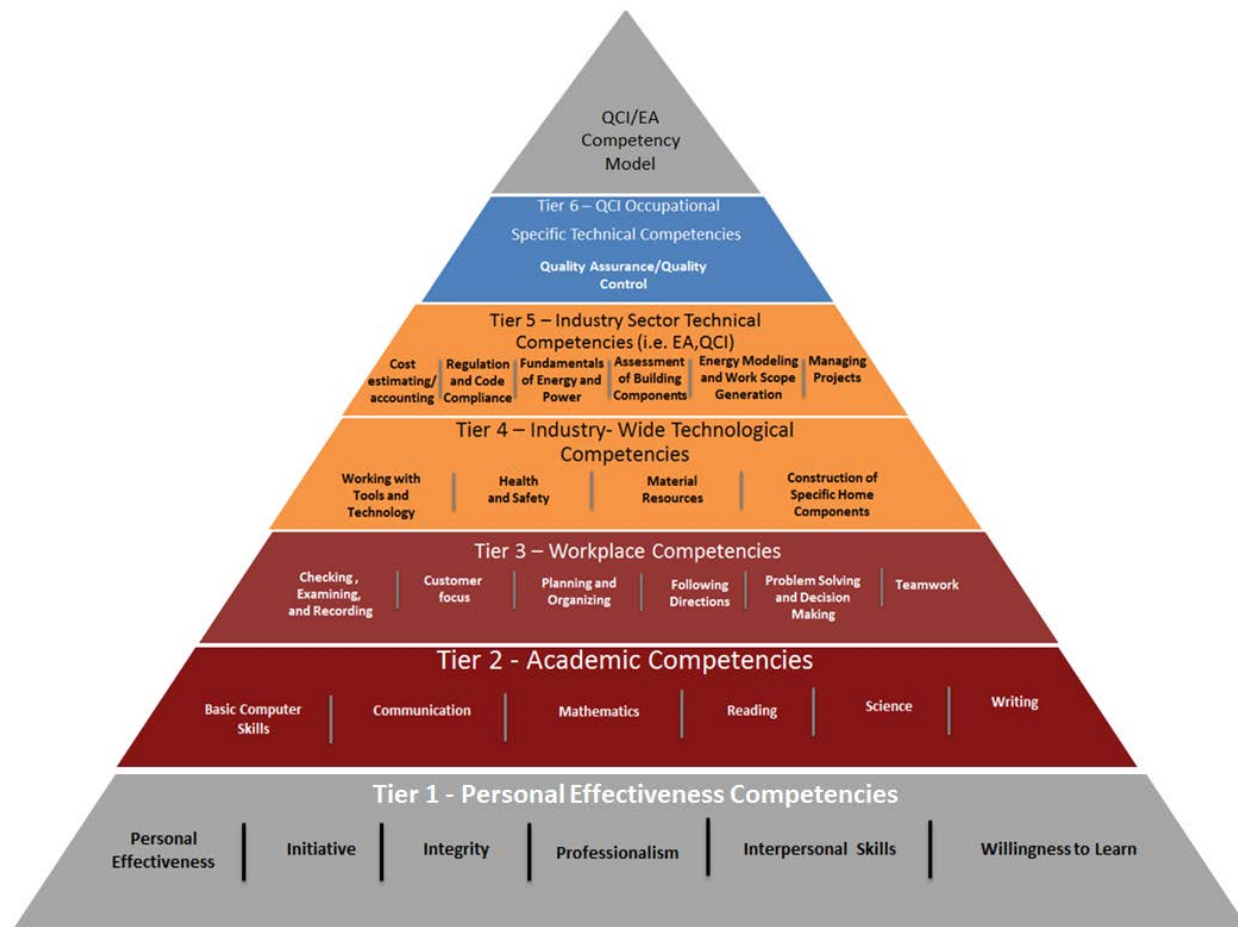 QCI/EA
Competency
Model
Tier 6 – QCI Occupational
Specific Technical Competencies
Quality Assurance/Quality
Control
Tier 5 – Industry Sector Technical
Competencies (i.e. EA,QCI)
Cost
estimating/
accounting
Regulation
and Code
Compliance
Fundamentals
of Energy and
Power
Assessment
of Building
Components
Energy Modeling
and Work Scope
Generation
Managing
Projects
Tier 4 – Industry- Wide Technological
Competencies
Working with
Tools and
Technology
Health
and Safety
Material
Resources
Construction of
Specific Home
Components
Tier 3 – Workplace Competencies
Checking ,
Examining,
and Recording
Customer
focus
Planning and
Organizing
Following
Directions
Problem Solving
and Decision
Making
Teamwork
Tier 2 - Academic Competencies
Basic Computer
Skills
Communication
Mathematics
Reading
Science
Writing
Tier 1 - Personal Effectiveness Competencies
Personal
Effectiveness
Initiative
Integrity
Professionalism
Interpersonal Skills
Willingness to Learn